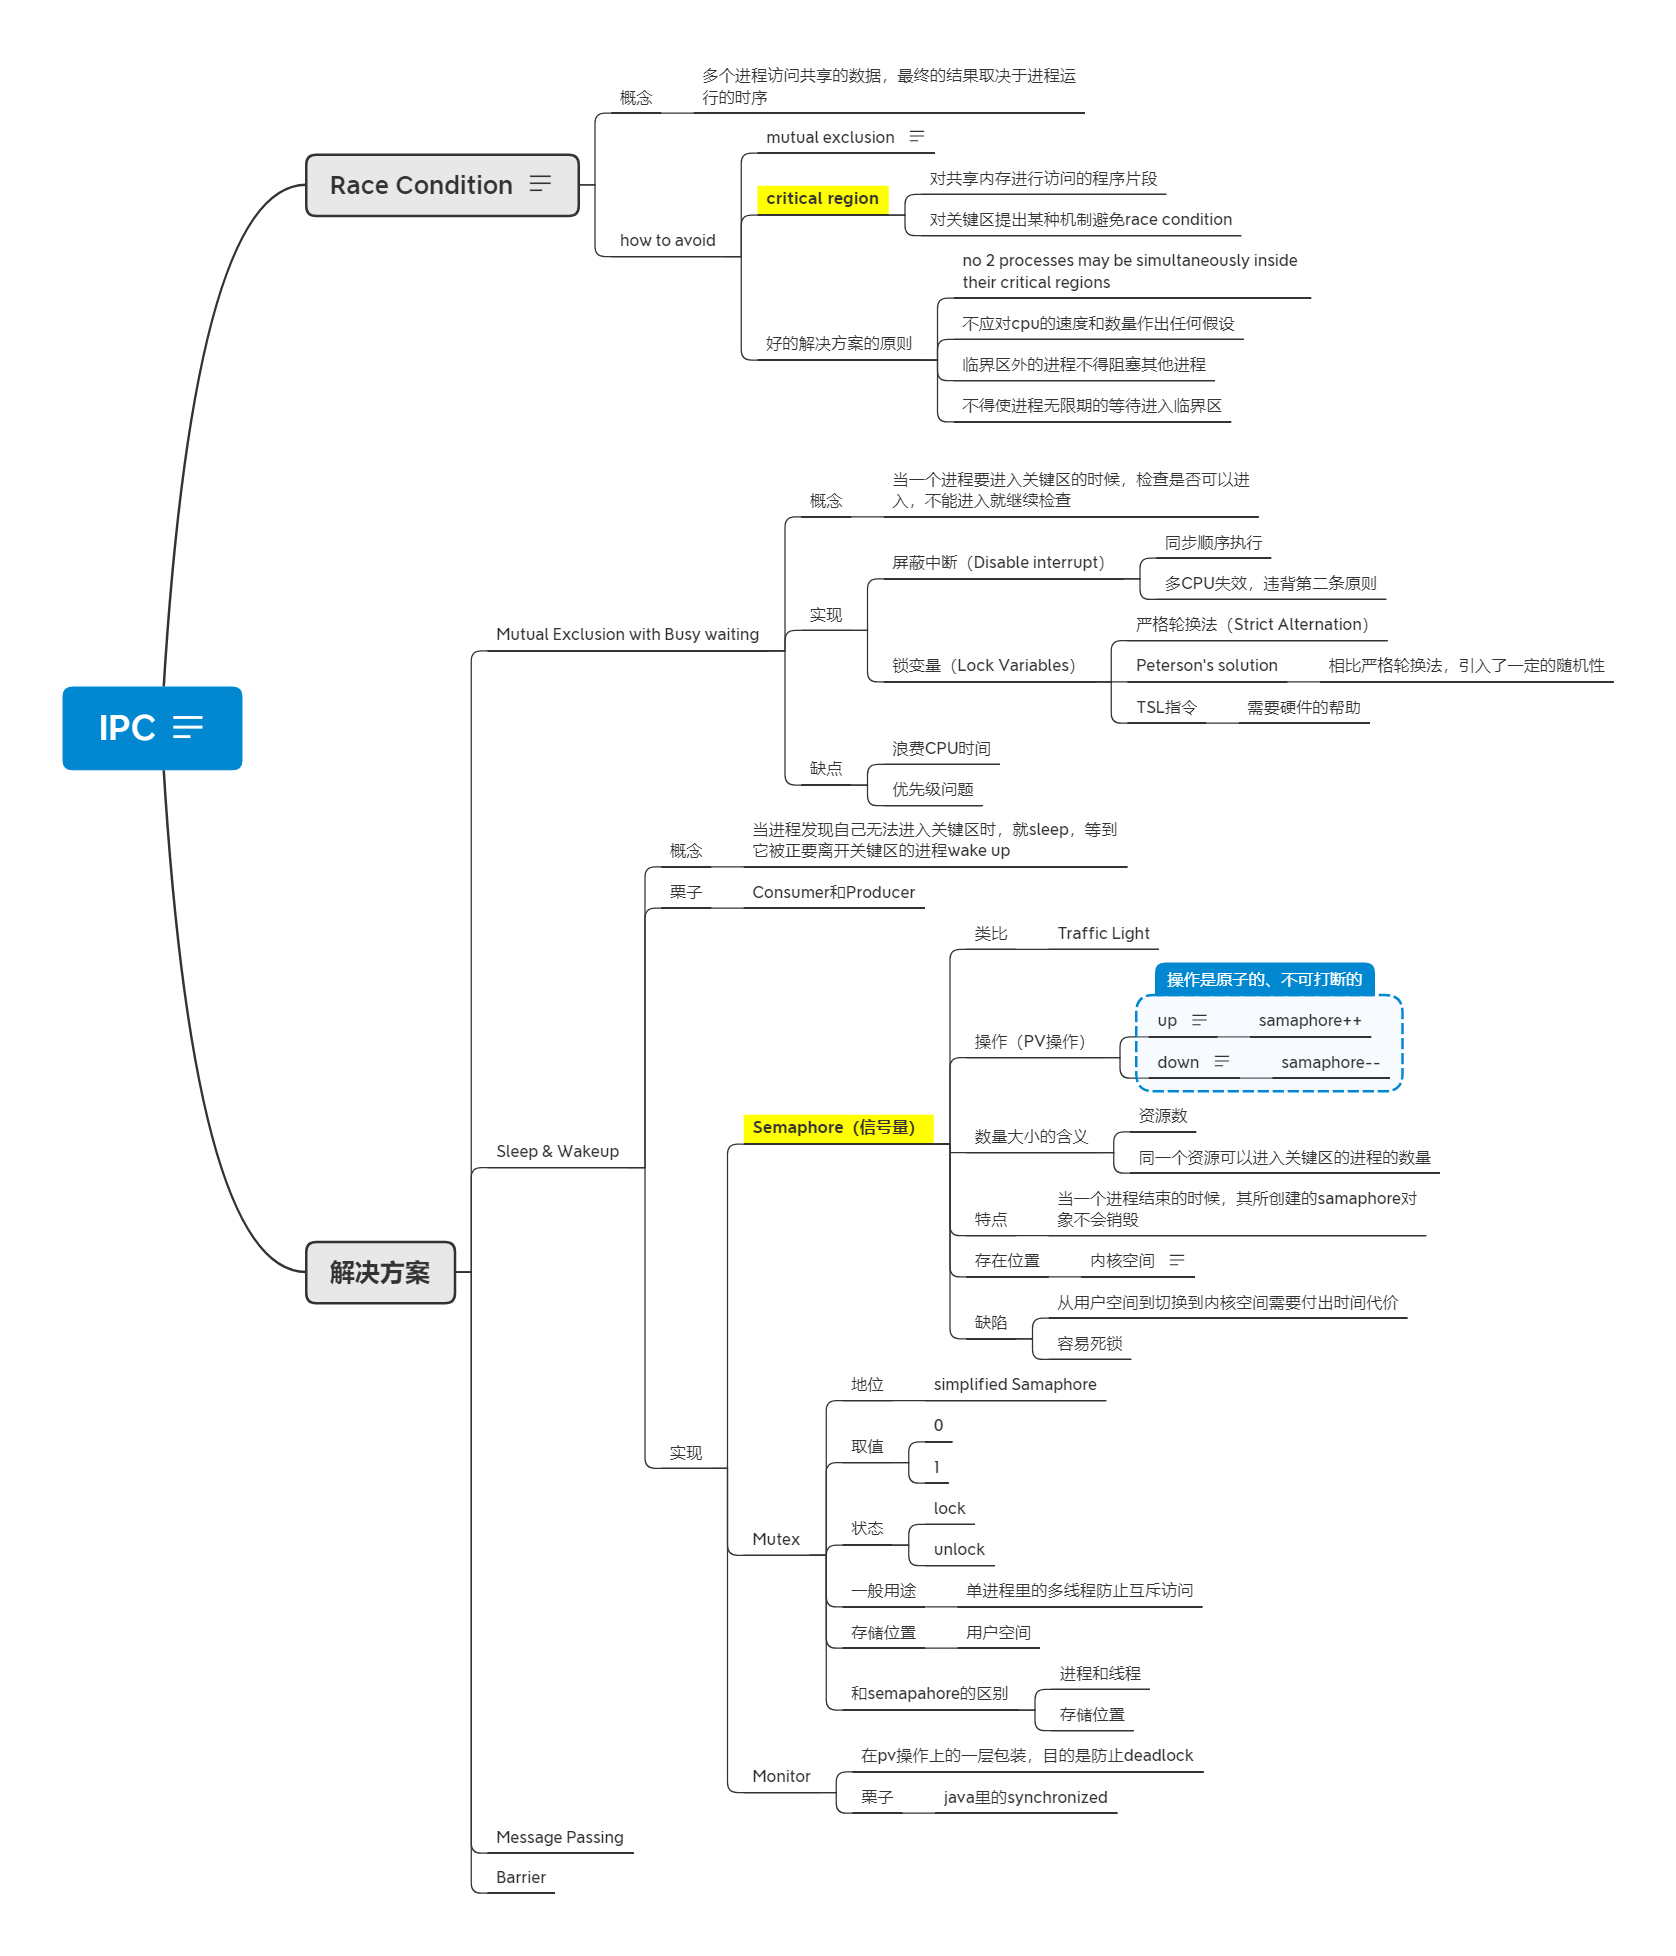 IPC
Race Condition
概念
多个进程访问共享的数据，最终的结果取决于进程运
行的时序
how to avoid
mutual exclusion
critical region
对共享内存进行访问的程序片段
对关键区提出某种机制避免race condition
好的解决方案的原则
no 2 processes may be simultaneously inside
their critical regions
不应对cpu的速度和数量作出任何假设
临界区外的进程不得阻塞其他进程
不得使进程无限期的等待进入临界区
解决方案
Mutual Exclusion with Busy waiting
概念
当一个进程要进入关键区的时候，检查是否可以进
入，不能进入就继续检查
实现
屏蔽中断（Disable interrupt）
同步顺序执行
多CPU失效，违背第二条原则
锁变量（Lock Variables）
严格轮换法（Strict Alternation）
Peterson's solution
相比严格轮换法，引入了一定的随机性
TSL指令
需要硬件的帮助
缺点
浪费CPU时间
优先级问题
Sleep & Wakeup
概念
当进程发现自己无法进入关键区时，就sleep，等到
它被正要离开关键区的进程wake up
栗子
Consumer和Producer
实现
Semaphore（信号量）
类比
Traffic Light
操作（PV操作）
操作是原子的、不可打断的
up
samaphore++
down
samaphore--
数量大小的含义
资源数
同一个资源可以进入关键区的进程的数量
特点
当一个进程结束的时候，其所创建的samaphore对
象不会销毁
存在位置
内核空间
缺陷
从用户空间到切换到内核空间需要付出时间代价
容易死锁
Mutex
地位
simplified Samaphore
取值
0
1
状态
lock
unlock
一般用途
单进程里的多线程防止互斥访问
存储位置
用户空间
和semapahore的区别
进程和线程
存储位置
Monitor
在pv操作上的一层包装，目的是防止deadlock
栗子
java里的synchronized
Message Passing
Barrier